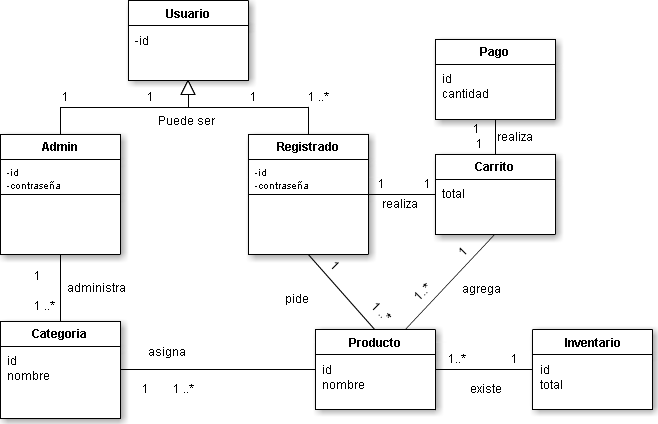 Usuario
-id
1
1
1
1 ..*
Puede ser
Pago
id
cantidad
1
1
realiza
Admin
-id
-contraseña
Registrado
-id
-contraseña
1
1
realiza
Carrito
total
1
administra
1 ..*
1
pide
1..*
1
1..*
agrega
Categoria
id
nombre
asigna
1
1 ..*
Producto
id
nombre
1..*
1
existe
Inventario
id
total